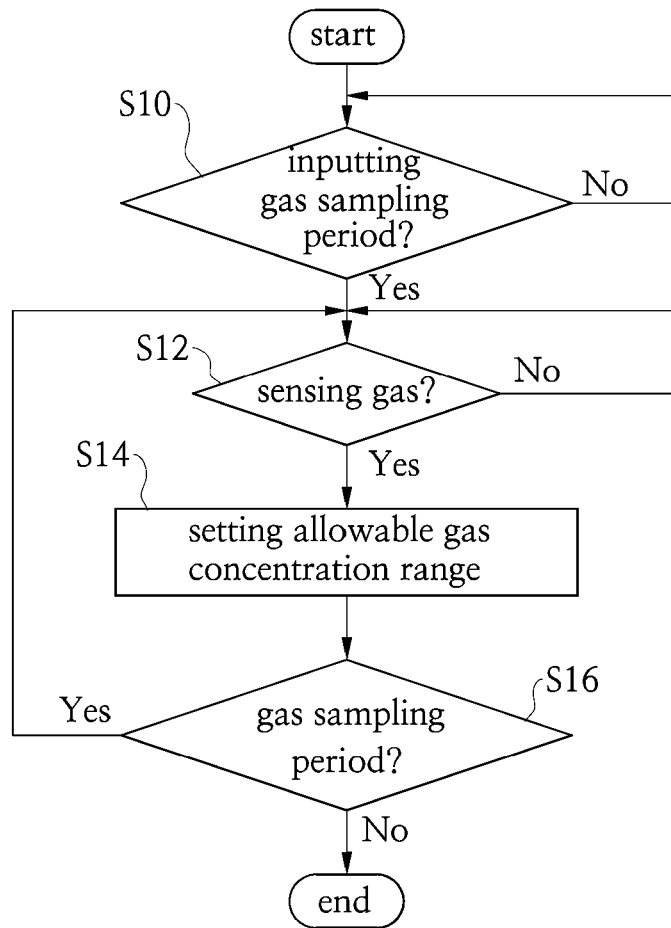 start
S10
inputting
gas sampling
period?
No
Yes
S12
sensing gas?
No
Yes
S14
setting allowable gas
concentration range
S16
gas sampling
period?
Yes
No
end